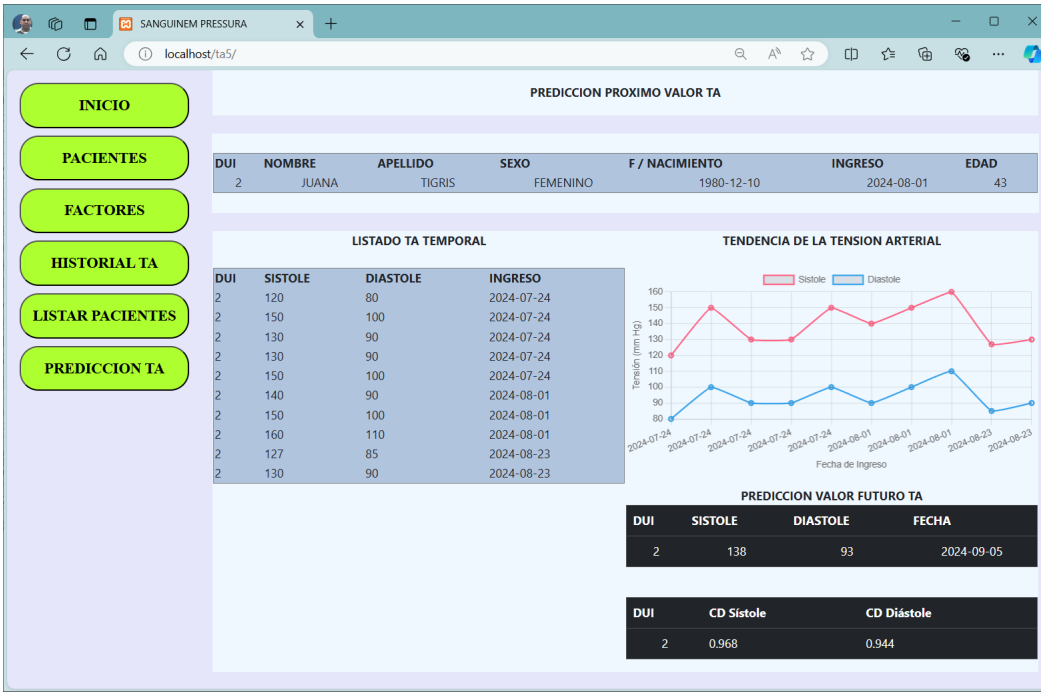 SANGUINEM PRESSURA
localhost/ta5/
INICIO
PACIENTES
FACTORES
HISTORIAL TA
LISTAR PACIENTES
PREDICCION TA
PREDICCION PROXIMO VALOR TA
DUI NOMBRE APELLIDO SEXO F / NACIMIENTO INGRESO EDAD
2 JUANA TIGRIS FEMENINO 1980-12-10 2024-08-01 43
LISTADO TA TEMPORAL
DUI SISTOLE DIASTOLE INGRESO
2 120 80 2024-07-24
2 150 100 2024-07-24
2 130 90 2024-07-24
2 130 90 2024-07-24
2 150 100 2024-07-24
2 140 90 2024-08-01
2 150 100 2024-08-01
2 160 110 2024-08-01
2 127 85 2024-08-23
2 130 90 2024-08-23
TENDENCIA DE LA TENSION ARTERIAL
Sistole Diastole
Tensión (mm Hg)
160
150
140
130
120
110
100
90
80
2024-07-24 2024-07-24 2024-07-24 2024-07-24 2024-07-24 2024-08-01 2024-08-01 2024-08-01 2024-08-23 2024-08-23
Fecha de Ingreso
PREDICCION VALOR FUTURO TA
DUI SISTOLE DIASTOLE FECHA
2 138 93 2024-09-05
DUI CD Sístole CD Diástole
2 0.968 0.944